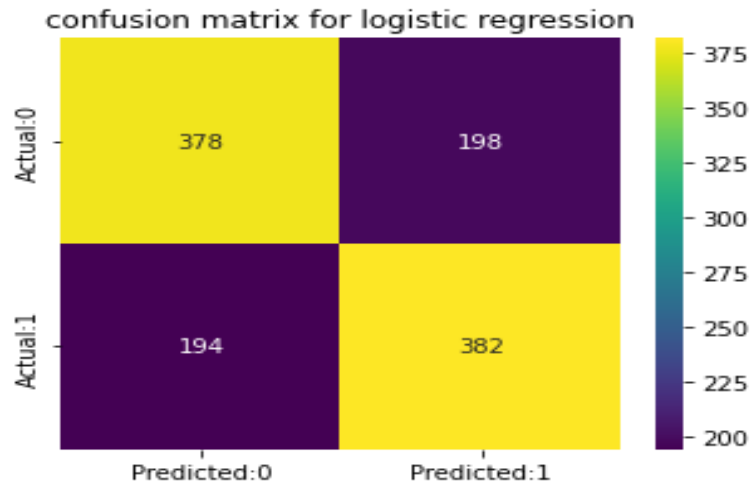 confusion matrix for logistic regression
Actual:0
378
198
Actual:1
194
382
Predicted:0
Predicted:1
375
350
325
300
275
250
225
200